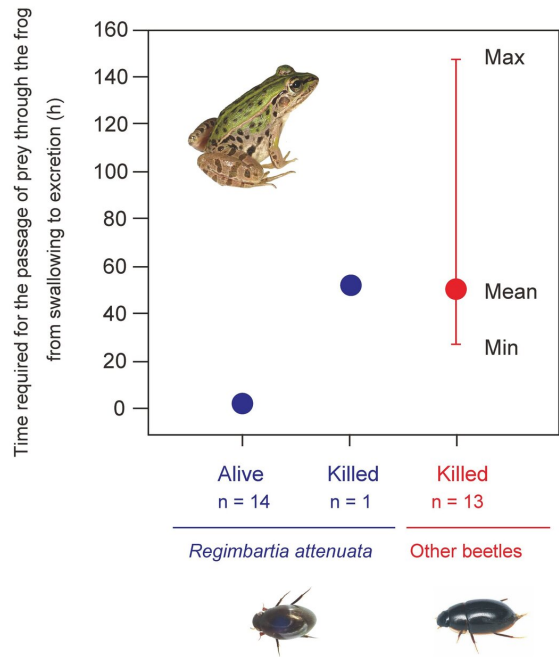 Time required for the passage of prey through the frog
from swallowing to excretion (h)
160
140
120
100
80
60
40
20
0
Max
Mean
Min
Alive
n = 14
Killed
n = 1
Killed
n = 13
Regimbartia attenuata
Other beetles